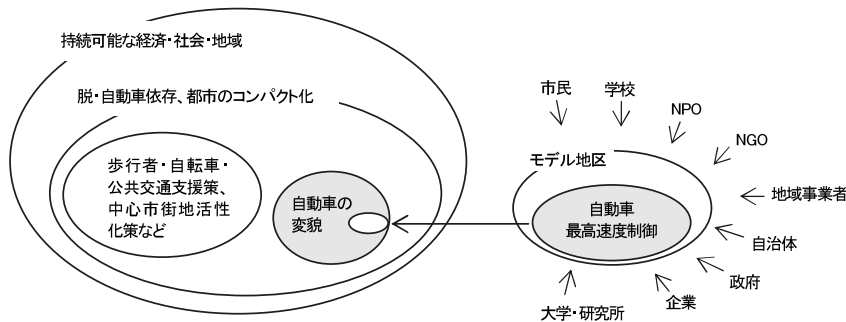 持続可能な経済・社会・地域
脱・自動車依存、都市のコンパクト化
歩行者・自転車・
公共交通支援策、
中心市街地活性
化策など
自動車の
変貌
市民
学校
NPO
NGO
モデル地区
地域事業者
自動車
最高速度制御
自治体
政府
企業
大学・研究所